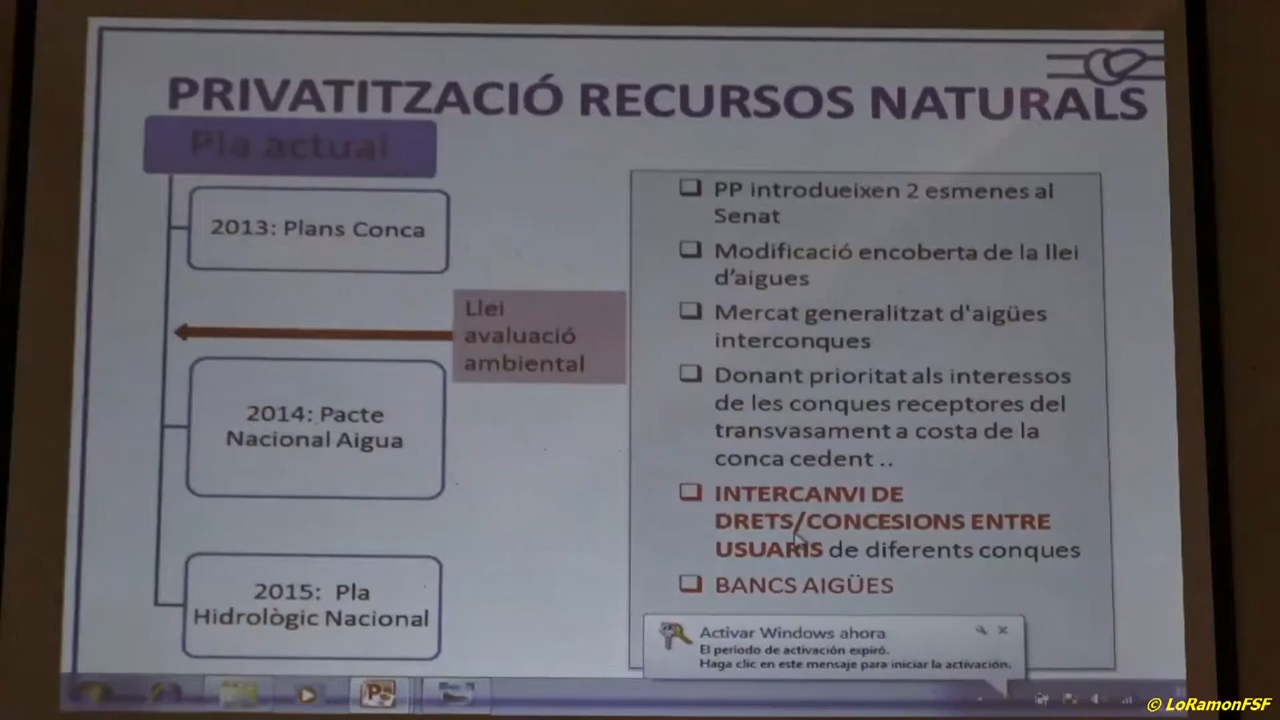 PRIVATITZACIÓ RECURSOS NATURALS
Pla actual
2013: Plans Conca
Llei
avaluació
ambiental
2014: Pacte
Nacional Aigua
2015: Pla
Hidrològic Nacional
PP introdueixen 2 esmenes al
Senat
Modificació encoberta de la llei
d'aigues
Mercat generalitzat d'aigües
interconques
Donant prioritat als interessos
de les conques receptores del
transvasament a costa de la
conca cedent ..
INTERCANVI DE
DRETS/CONCESIONS ENTRE
USUARIS de diferents conques
BANCS AIGÜES
Activar Windows ahora
El período de activación expiró.
Haga clic en este mensaje para iniciar la activación.
© LoRamonFSF